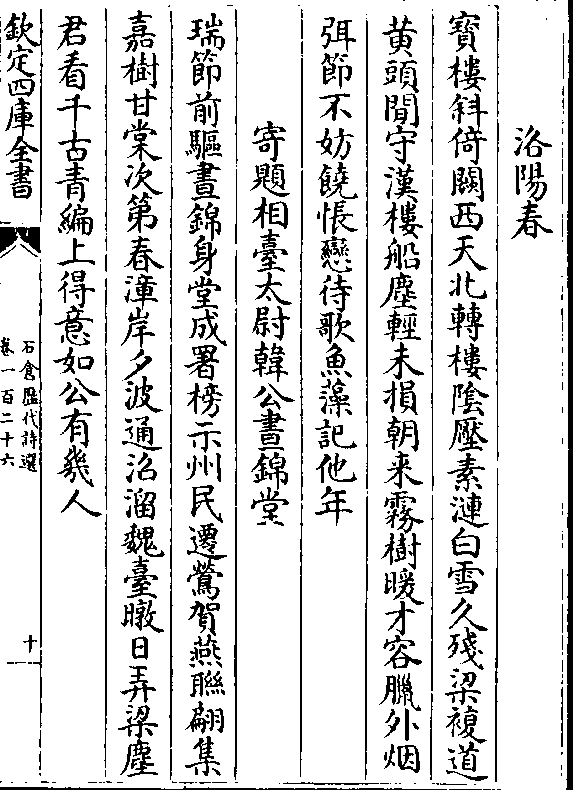 洛陽春
寳樓斜倚闕西天北轉樓隂壓素漣白雪久殘梁複道
黄頭閒守漢樓船塵輕未損朝来霧樹暖才容臘外烟
弭節不妨饒悵戀待歌魚藻記他年
寄題相臺太尉韓公晝錦堂
瑞節前驅晝錦身堂成署榜示州民遷鶯賀燕聯翩集
嘉樹甘棠次第春漳岸夕波通沼溜魏臺暾日弄梁塵
君看千古青編上得意如公有幾人
欽定四庫全書
石倉歷代詩選
卷一百二十六
十